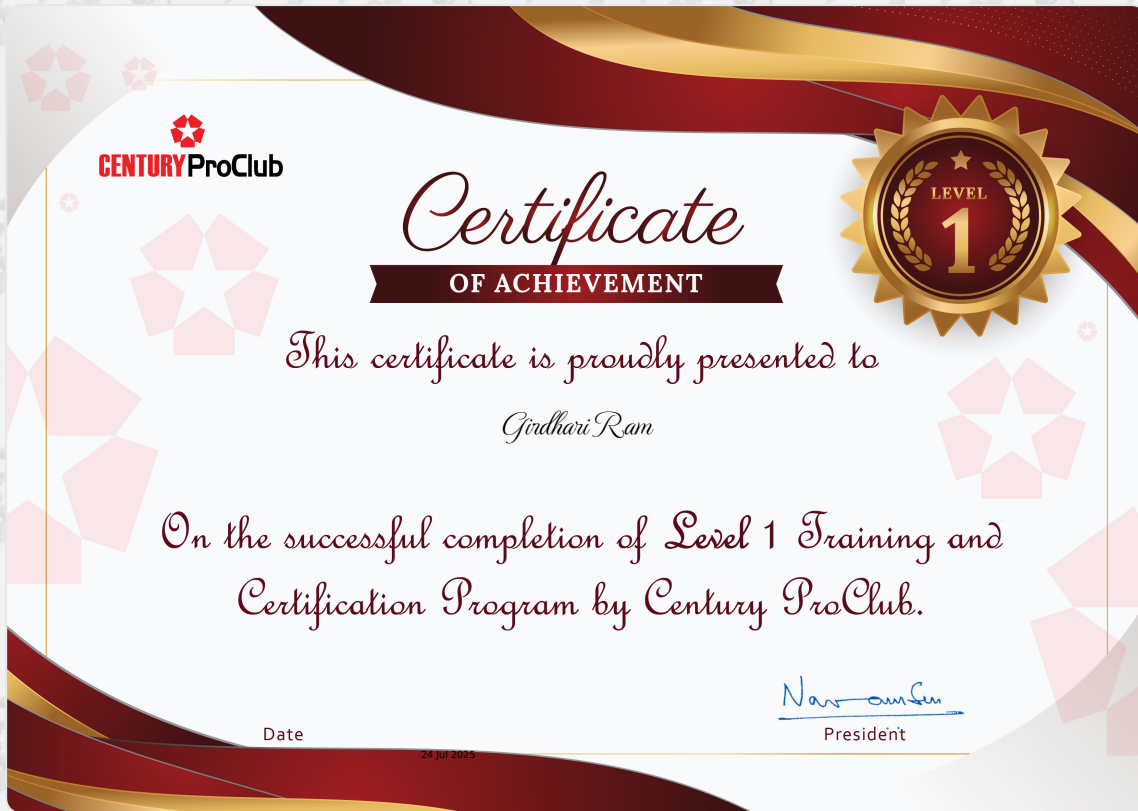 CENTURY ProClub
LEVEL
1
Certificate
OF ACHIEVEMENT
This certificate is proudly presented to
Girdhari Ram
On the successful completion of Level 1 Training and
Certification Program by Century ProClub.
Date
President
24 Jul 2025